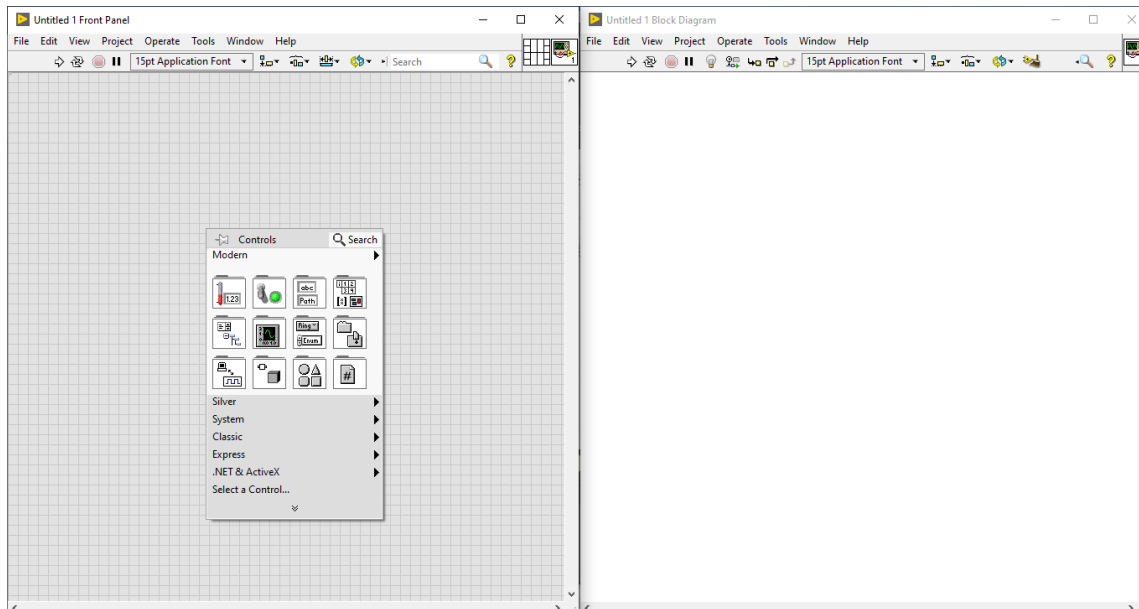 Untitled 1 Front Panel
File Edit View Project Operate Tools Window Help
15pt Application Font
Search
1
Controls
Search
Modern
1.23
abc
Path
Ring
Enum
#
Silver
System
Classic
Express
.NET & ActiveX
Select a Control...
Untitled 1 Block Diagram
File Edit View Project Operate Tools Window Help
15pt Application Font